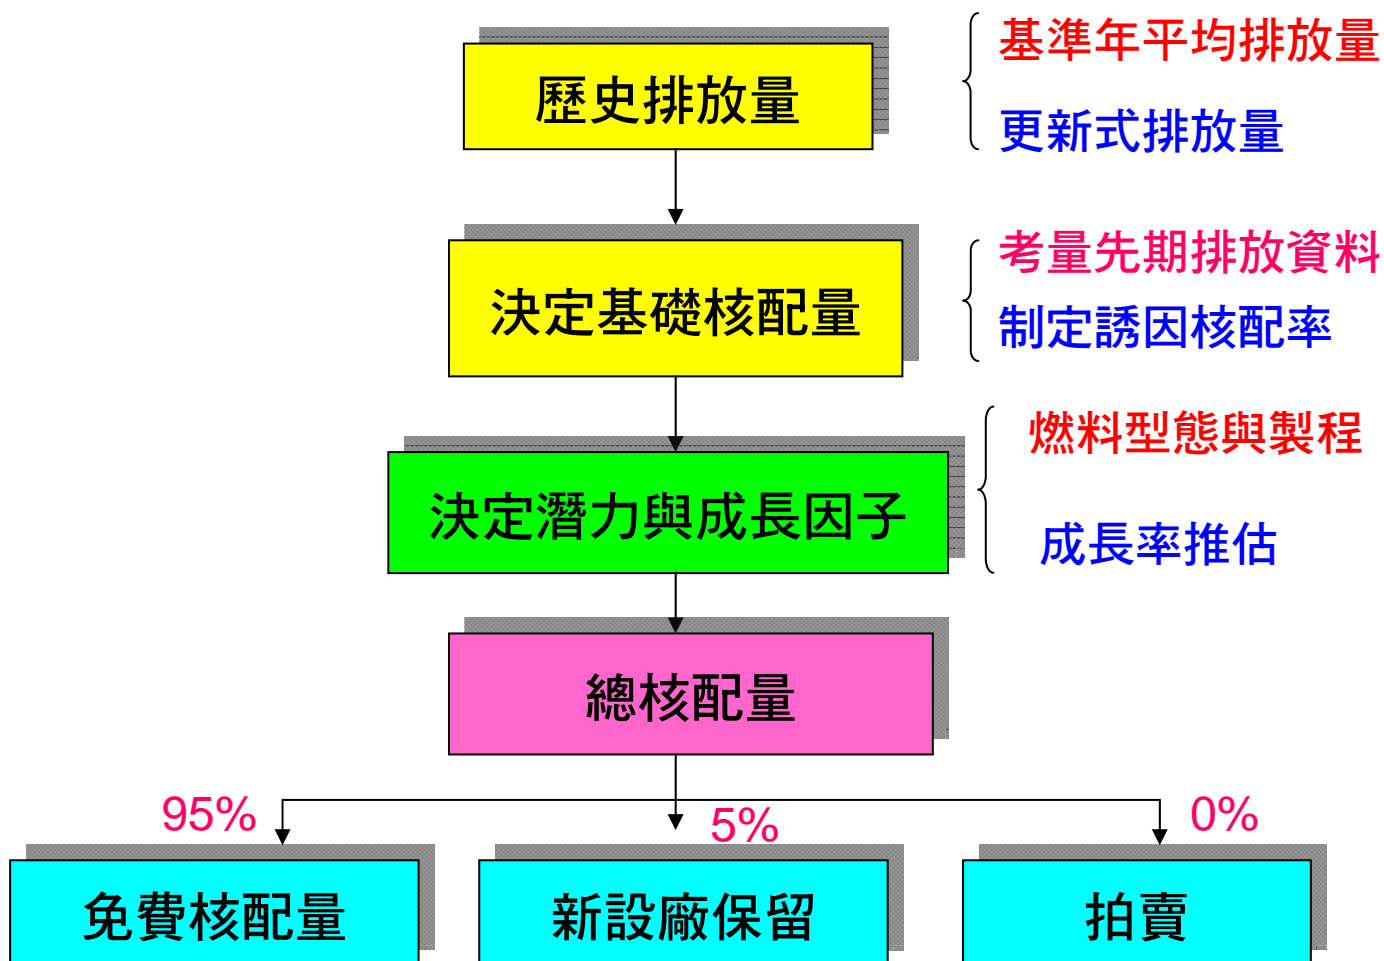 歷史排放量
基準年平均排放量
更新式排放量
決定基礎核配量
考量先期排放資料
制定誘因核配率
決定潛力與成長因子
燃料型態與製程
成長率推估
總核配量
95%
5%
0%
免費核配量
新設廠保留
拍賣